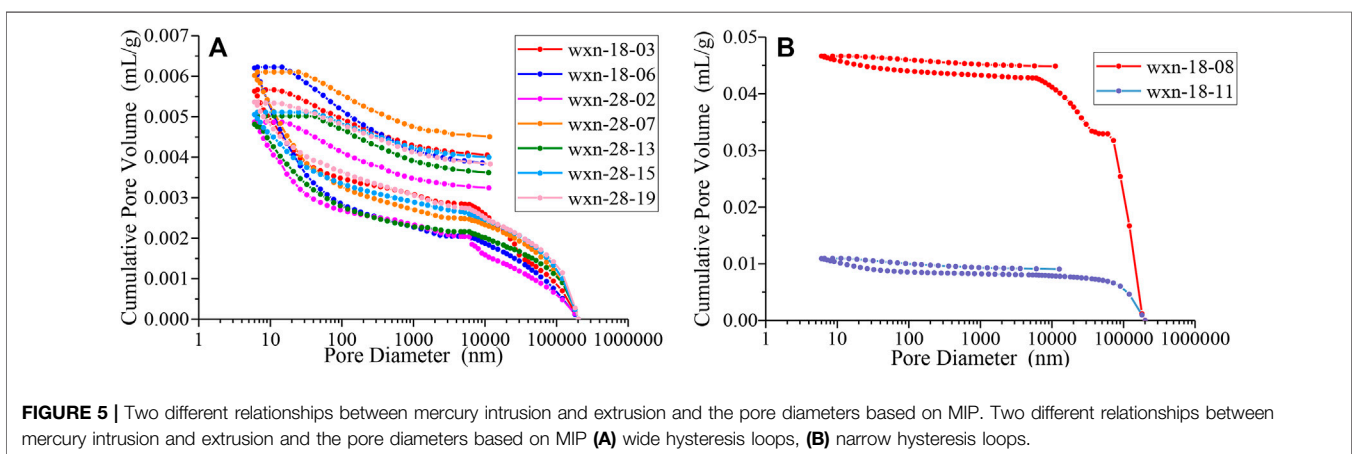 A
Cumulative Pore Volume (mL/g)
0.007
0.006
0.005
0.004
0.003
0.002
0.001
0.000
wxn-18-03
wxn-18-06
wxn-28-02
wxn-28-07
wxn-28-13
wxn-28-15
wxn-28-19
1 10 100 1000 10000 100000 1000000
Pore Diameter (nm)
B
Cumulative Pore Volume (mL/g)
0.05
0.04
0.03
0.02
0.01
0.00
wxn-18-08
wxn-18-11
1 10 100 1000 10000 100000 1000000
Pore Diameter (nm)
FIGURE 5 | Two different relationships between mercury intrusion and extrusion and the pore diameters based on MIP. Two different relationships between
mercury intrusion and extrusion and the pore diameters based on MIP (A) wide hysteresis loops, (B) narrow hysteresis loops.